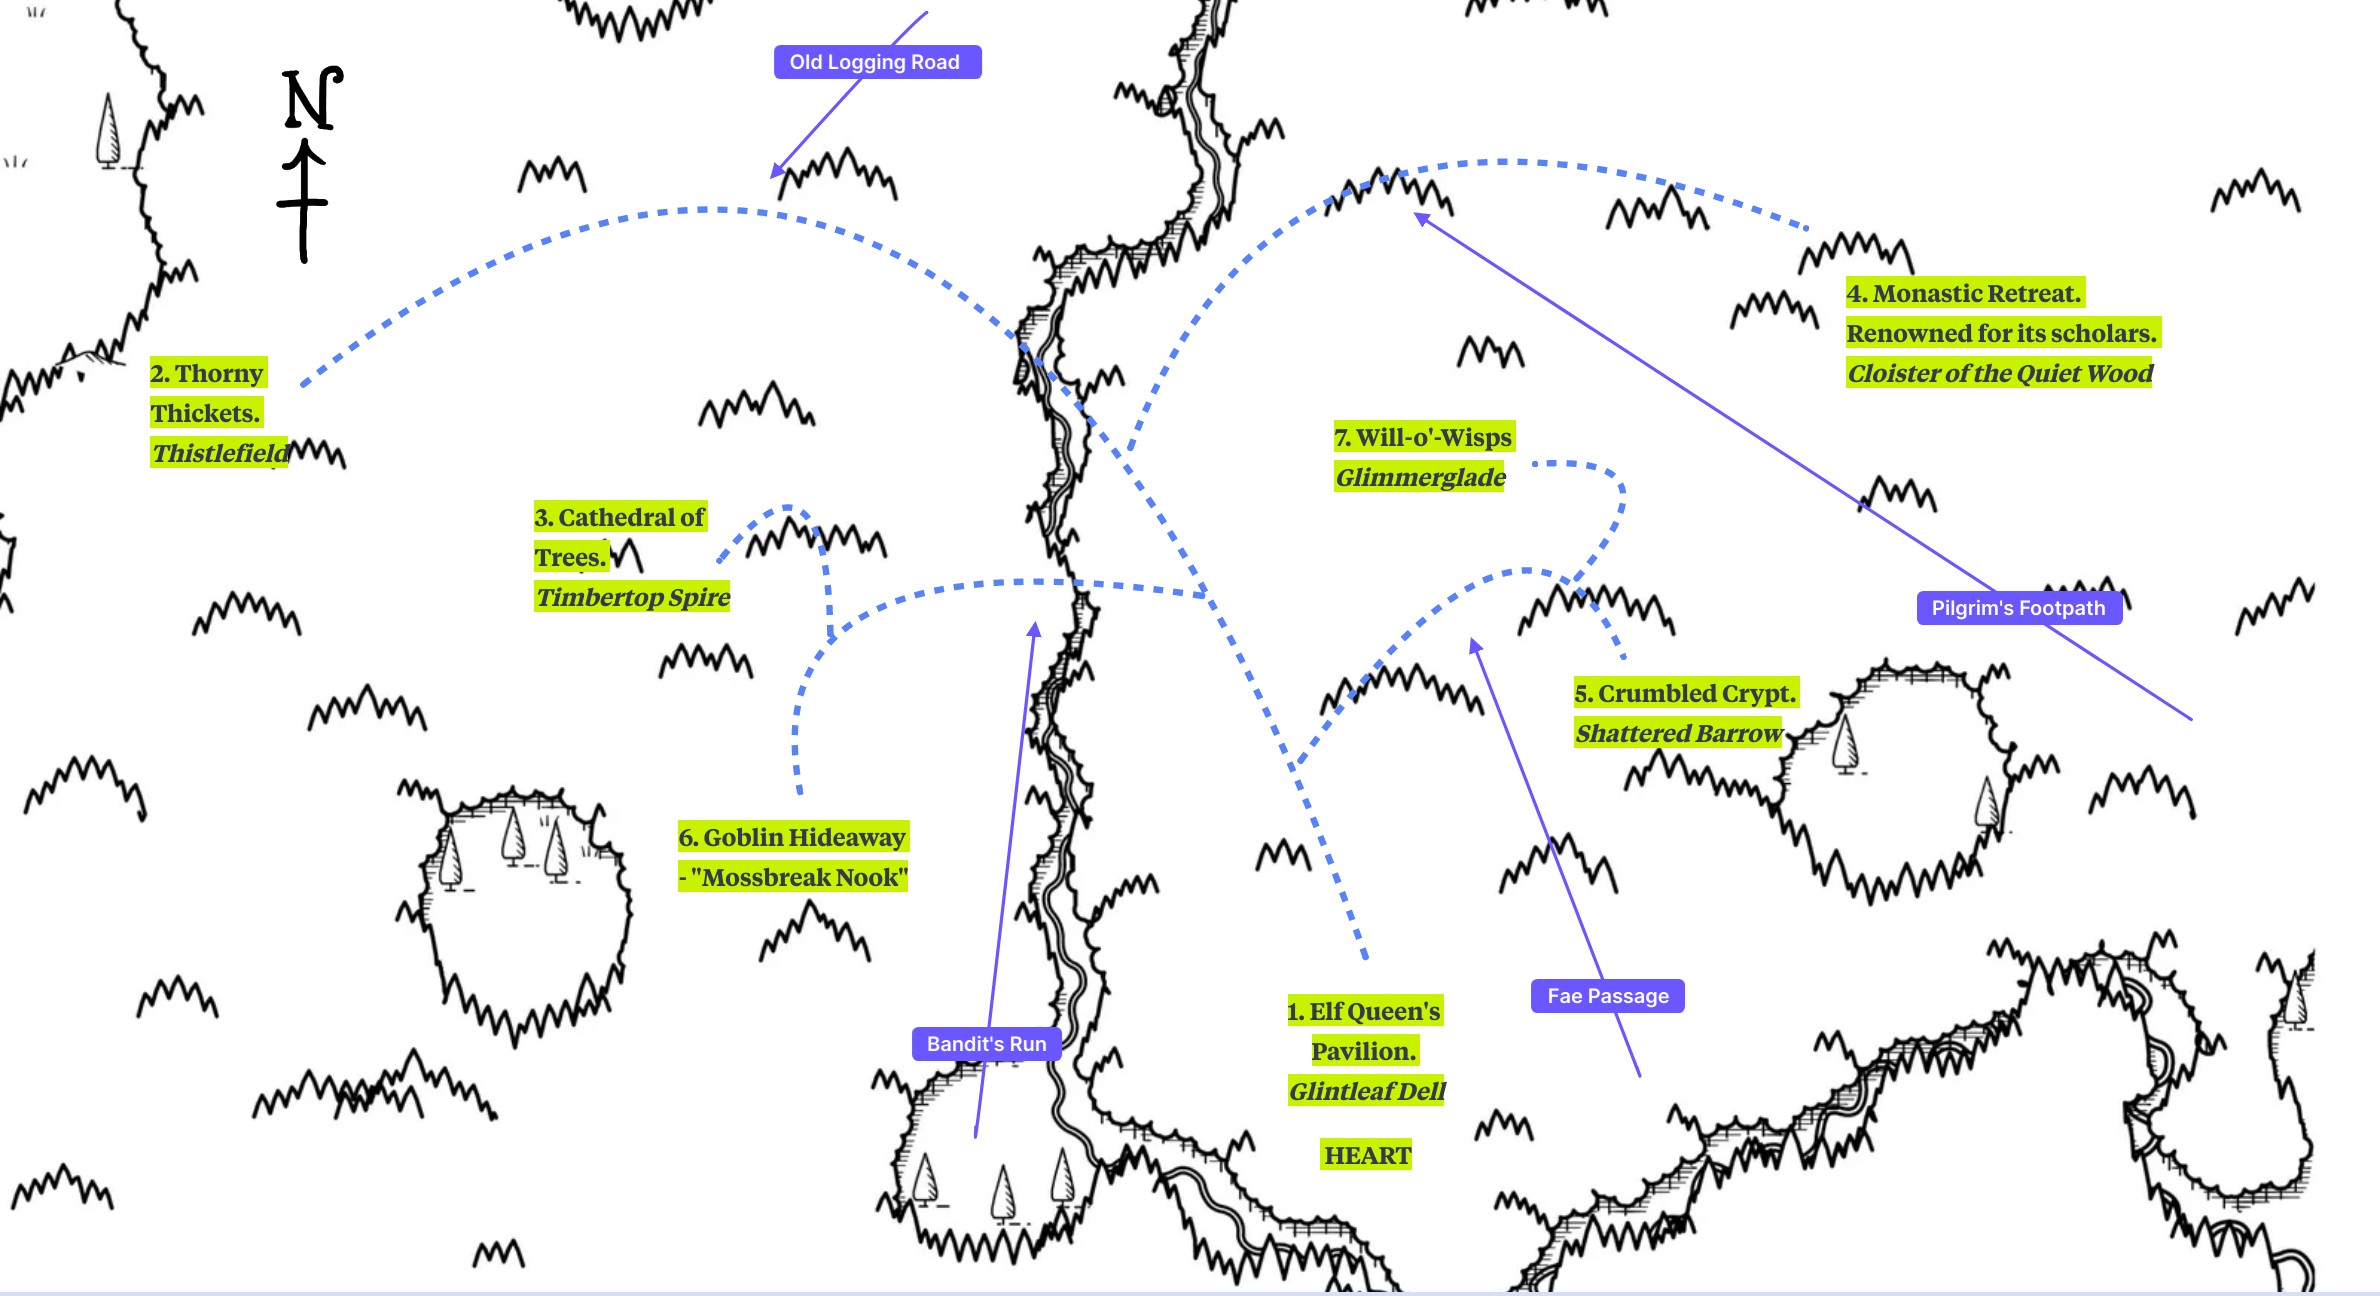 Old Logging Road
N
4. Monastic Retreat.
Renowned for its scholars.
Cloister of the Quiet Wood
2. Thorny
Thickets.
Thistlefield
7. Will-o'-Wisps
Glimmerglade
3. Cathedral of
Trees.
Timbertop Spire
Pilgrim's Footpath
5. Crumbled Crypt.
Shattered Barrow
6. Goblin Hideaway
- "Mossbreak Nook"
Fae Passage
1. Elf Queen's
Pavilion.
Glintleaf Dell
HEART
Bandit's Run